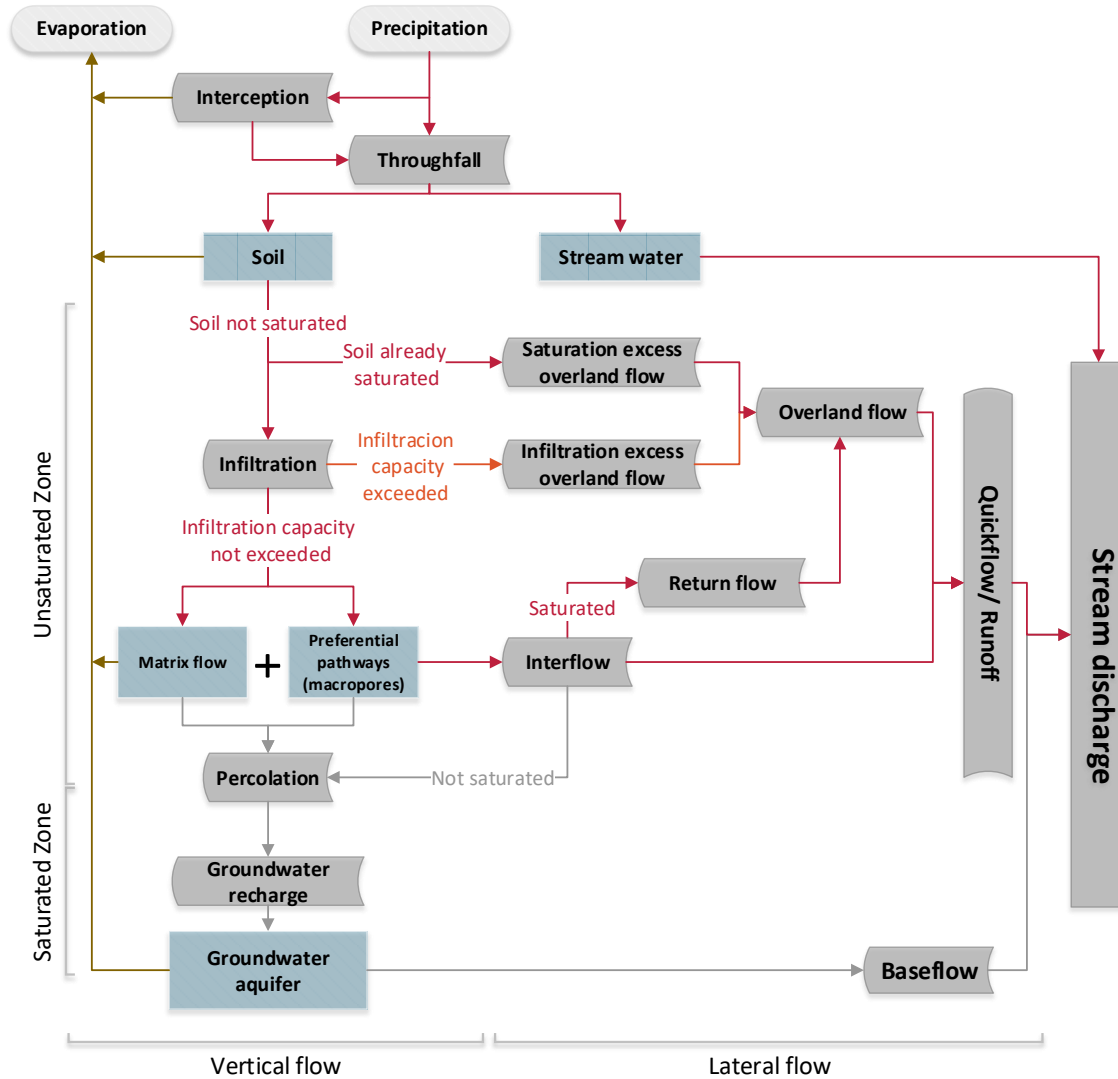 Evaporation
Precipitation
Interception
Throughfall
Soil
Stream water
Soil not saturated
Soil already
saturated
Saturation excess
overland flow
Overland flow
Infiltration
Infiltracion
capacity
exceeded
Infiltration excess
overland flow
Infiltration capacity
not exceeded
Return flow
Saturated
Matrix flow
+
Preferential
pathways
(macropores)
Interflow
Quickflow/ Runoff
Stream discharge
Percolation
Not saturated
Groundwater
recharge
Groundwater
aquifer
Baseflow
Unsaturated Zone
Saturated Zone
Vertical flow
Lateral flow